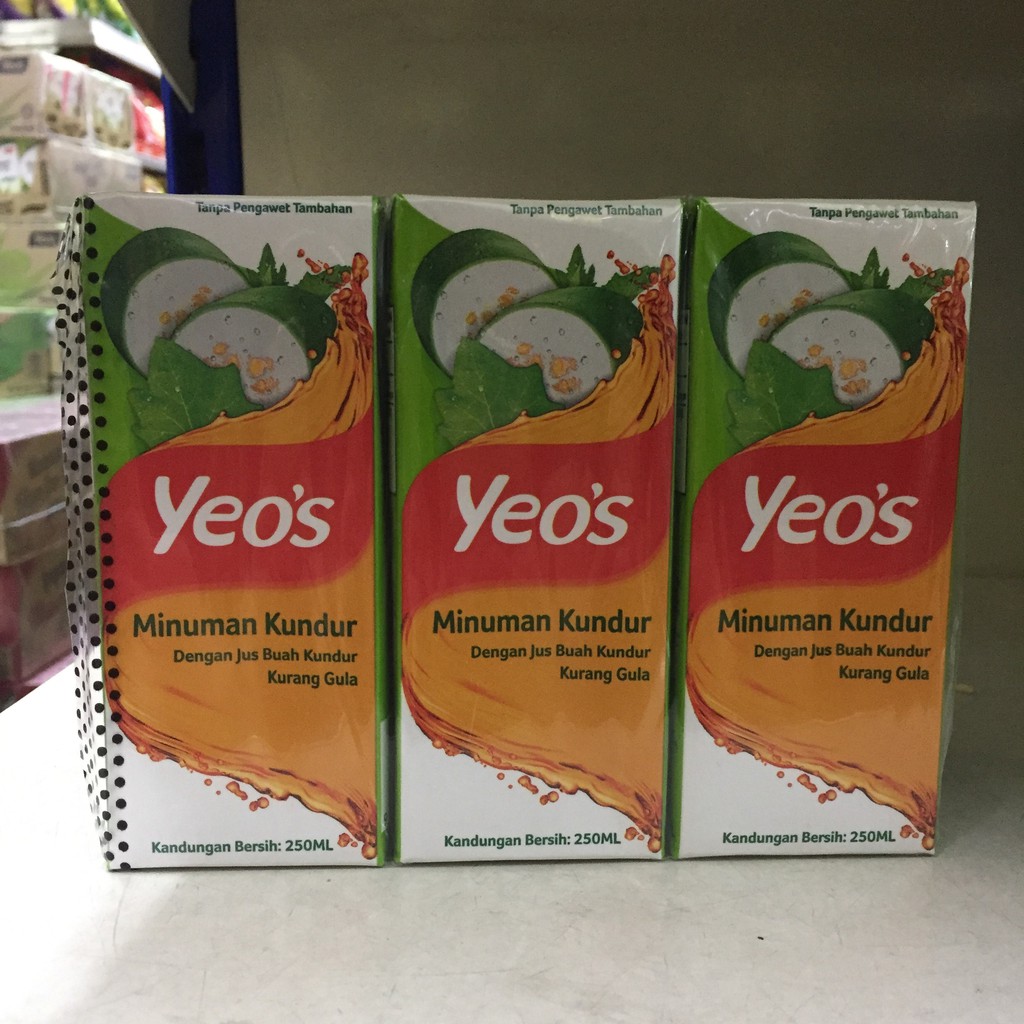 Tanpa Pengawet Tambahan
Yeo's
Minuman Kundur
Dengan Jus Buah Kundur
Kurang Gula
Kandungan Bersih: 250ML
Tanpa Pengawet Tambahan
Yeo's
Minuman Kundur
Dengan Jus Buah Kundur
Kurang Gula
Kandungan Bersih: 250ML
Tanpa Pengawet Tambahan
Yeo's
Minuman Kundur
Dengan Jus Buah Kundur
Kurang Gula
Kandungan Bersih: 250ML